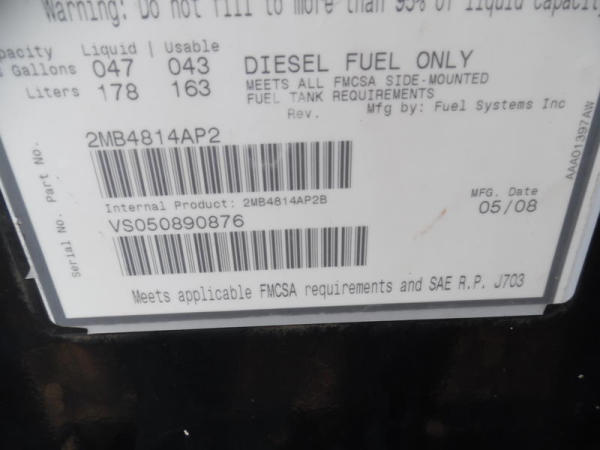 Warning: Do not fill to more than 95% of liquid capacity
apacity Liquid | Usable
Gallons 047 043
Liters 178 163
DIESEL FUEL ONLY
MEETS ALL FMCSA SIDE-MOUNTED
FUEL TANK REQUIREMENTS
Rev. Mfg by: Fuel Systems Inc
AAA01397AW
Part No.
2MB4814AP2
Internal Product: 2MB4814AP2B
Serial No.
VS050890876
MFG. Date
05/08
Meets applicable FMCSA requirements and SAE R.P. J703